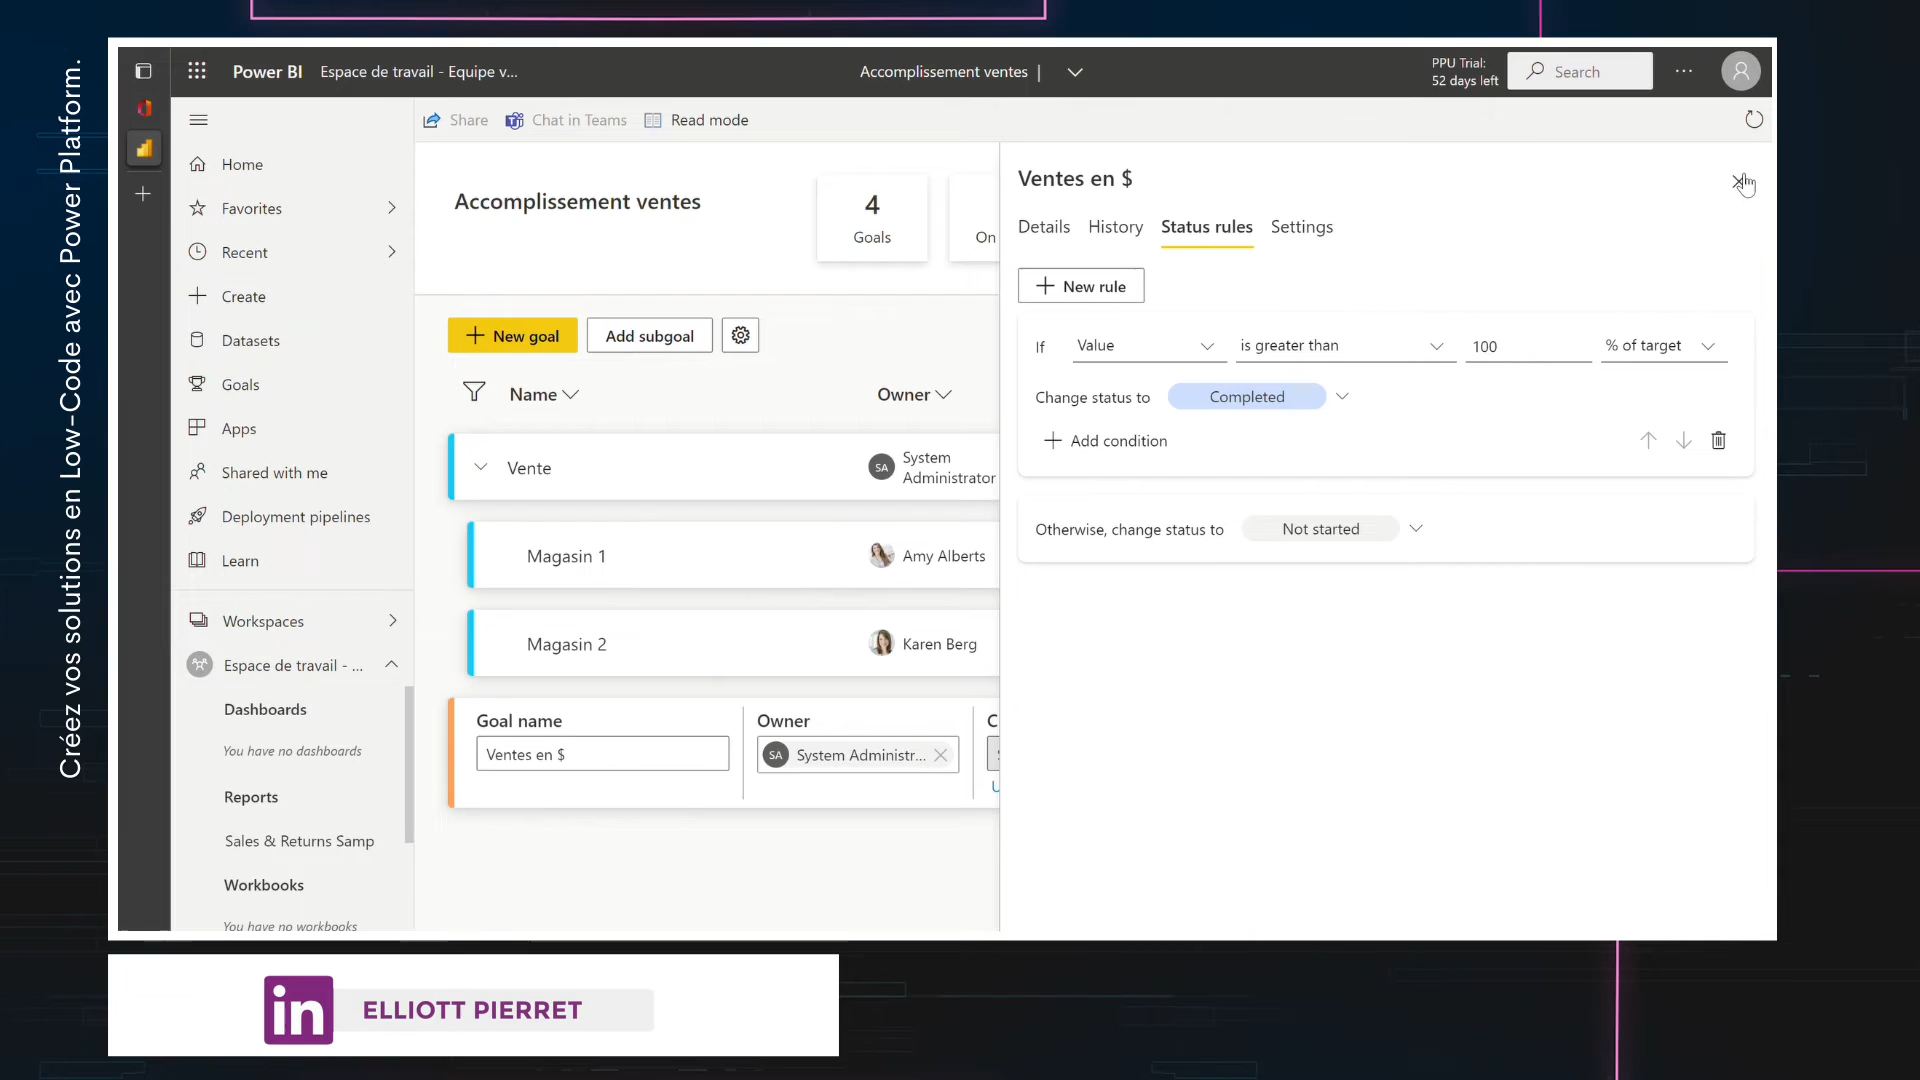 Créez vos solutions en Low-Code avec Power Platform.
Power BI
Espace de travail - Equipe v...
Accomplissement ventes
PPU Trial:
52 days left
Search
Share
Chat in Teams
Read mode
Home
Favorites
Recent
Create
Datasets
Goals
Apps
Shared with me
Deployment pipelines
Learn
Workspaces
Espace de travail - ...
Dashboards
You have no dashboards
Reports
Sales & Returns Samp
Workbooks
You have no workbooks
Accomplissement ventes
4
Goals
On
New goal
Add subgoal
Name
Owner
Vente
SA
System
Administrator
Magasin 1
Amy Alberts
Magasin 2
Karen Berg
Goal name
Ventes en $
Owner
SA
System Administr...
C
U
Ventes en $
Details
History
Status rules
Settings
New rule
If
Value
is greater than
100
% of target
Change status to
Completed
Add condition
Otherwise, change status to
Not started
in
ELLIOTT PIERRET